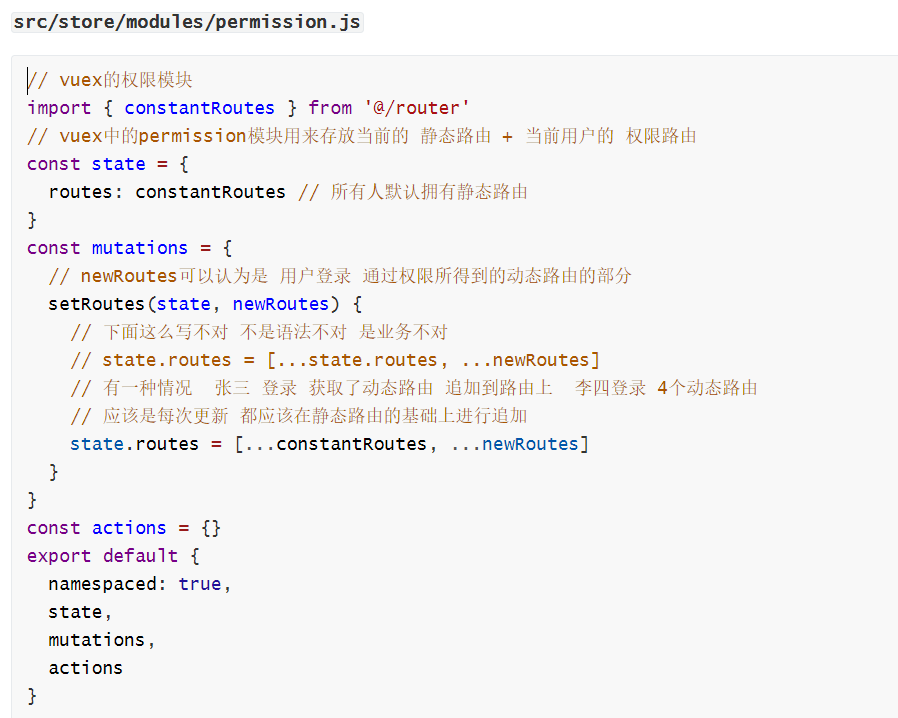 src/store/modules/permission.js
// vuex的权限模块
import { constantRoutes } from '@/router'
// vuex中的permission模块用来存放当前的 静态路由 + 当前用户的 权限路由
const state = {
  routes: constantRoutes // 所有人默认拥有静态路由
}
const mutations = {
  // newRoutes可以认为是 用户登录 通过权限所得到的动态路由的部分
  setRoutes(state, newRoutes) {
    // 下面这么写不对 不是语法不对 是业务不对
    // state.routes = [...state.routes, ...newRoutes]
    // 有一种情况  张三 登录 获取了动态路由 追加到路由上  李四登录 4个动态路由
    // 应该是每次更新 都应该在静态路由的基础上进行追加
    state.routes = [...constantRoutes, ...newRoutes]
  }
}
const actions = {}
export default {
  namespaced: true,
  state,
  mutations,
  actions
}